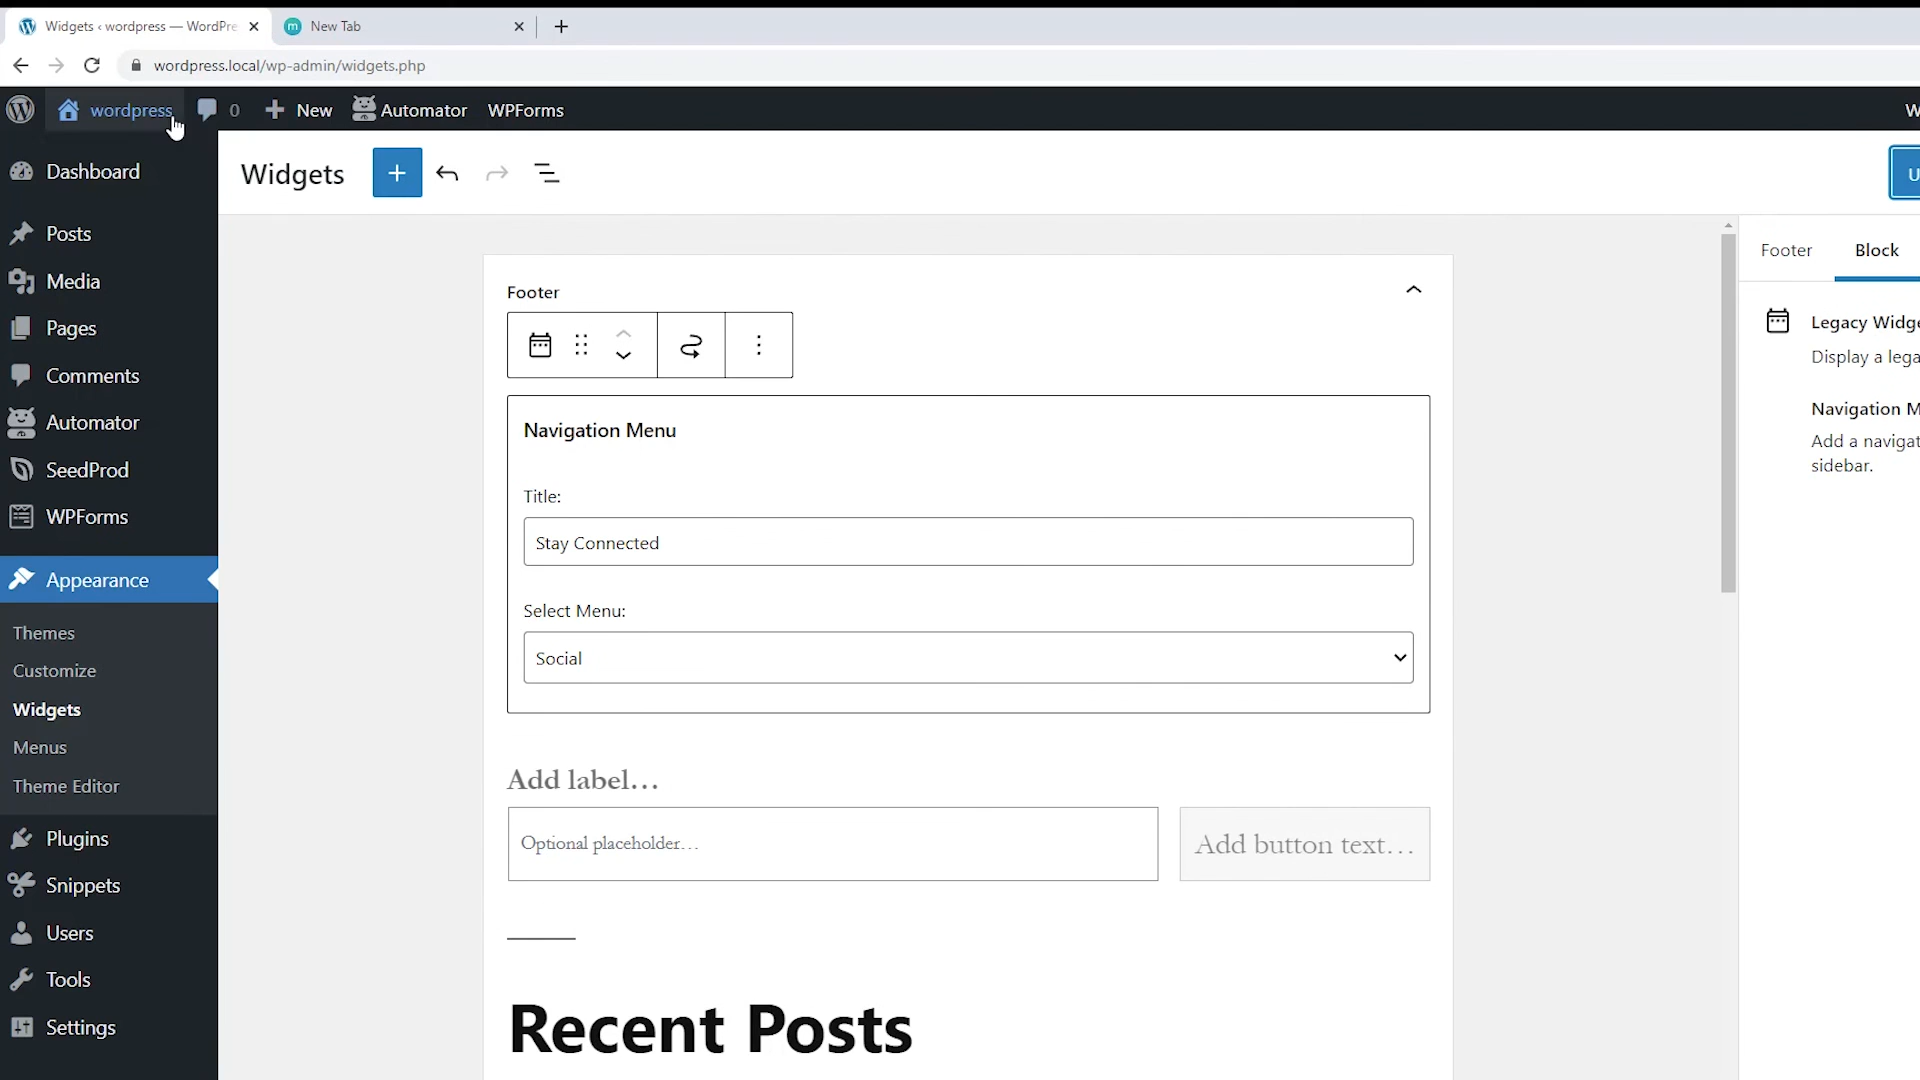 Widgets ‹ wordpress — WordPre
New Tab
wordpress.local/wp-admin/widgets.php
wordpress
0
New
Automator
WPForms
W
Dashboard
Posts
Media
Pages
Comments
Automator
SeedProd
WPForms
Appearance
Themes
Customize
Widgets
Menus
Theme Editor
Plugins
Snippets
Users
Tools
Settings
Widgets
U
Footer
Navigation Menu
Title:
Stay Connected
Select Menu:
Social
Add label...
Optional placeholder...
Add button text...
Recent Posts
Footer
Block
Legacy Widge
Display a lega
Navigation M
Add a navigat
sidebar.